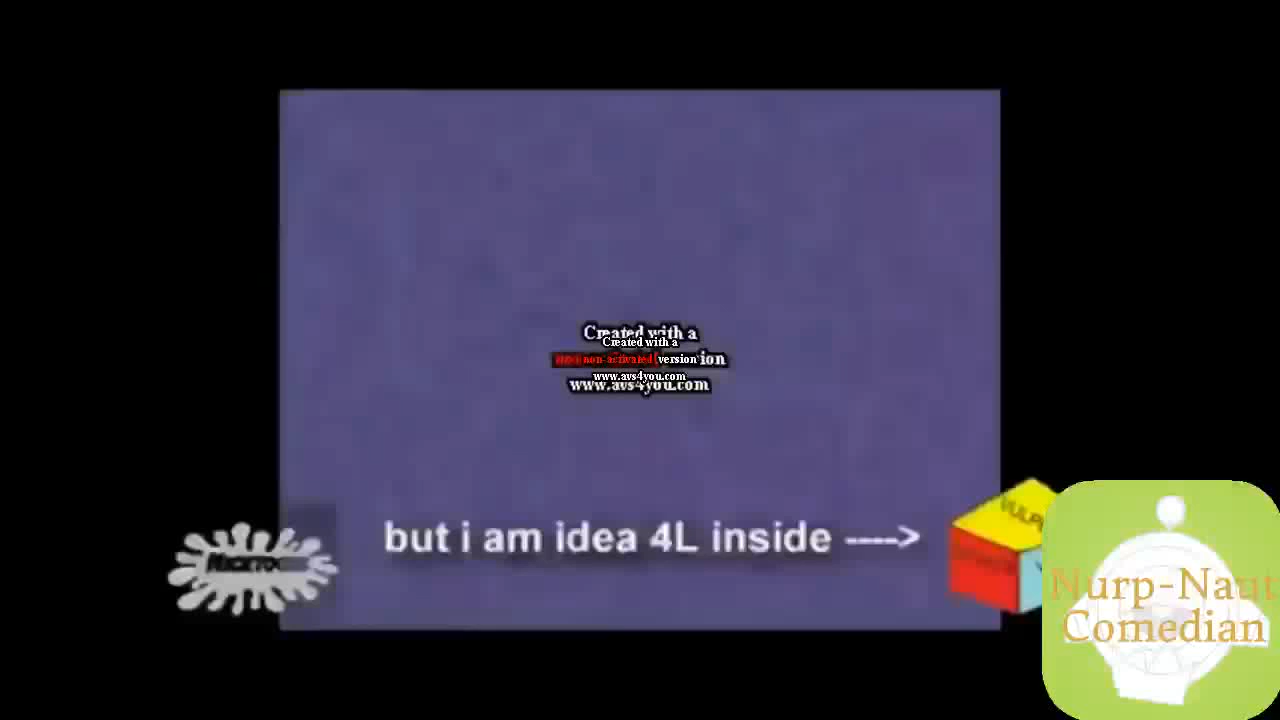 Created with a
Created with a
non-activated version
ion
www.avs4you.com
www.avs4you.com
but i am idea 4L inside ---->
Nurp-Naut
Comedian